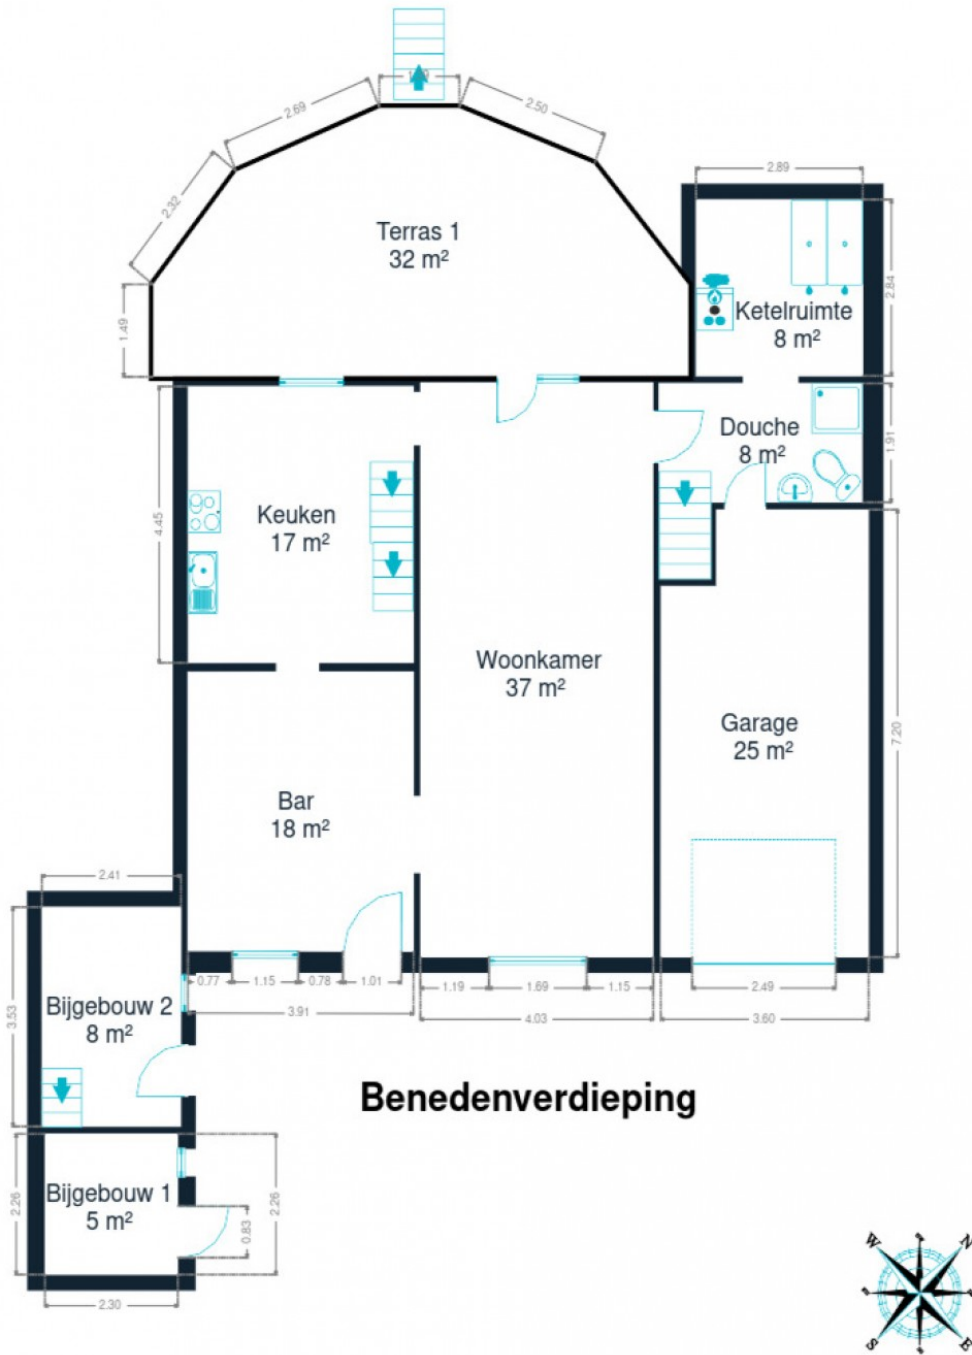 1.49
2.69
2.50
2.32
2.89
Terras 1
32 m²
2.84
1.49
Ketelruimte
8 m²
Douche
8 m²
1.91
4.45
Keuken
17 m²
Woonkamer
37 m²
Garage
25 m²
7.20
Bar
18 m²
2.41
3.53
Bijgebouw 2
8 m²
0.77
1.15
0.78
1.01
1.19
1.69
1.15
2.49
3.91
4.03
3.60
Benedenverdieping
2.26
Bijgebouw 1
5 m²
0.83
2.26
2.30
W
N
S
E